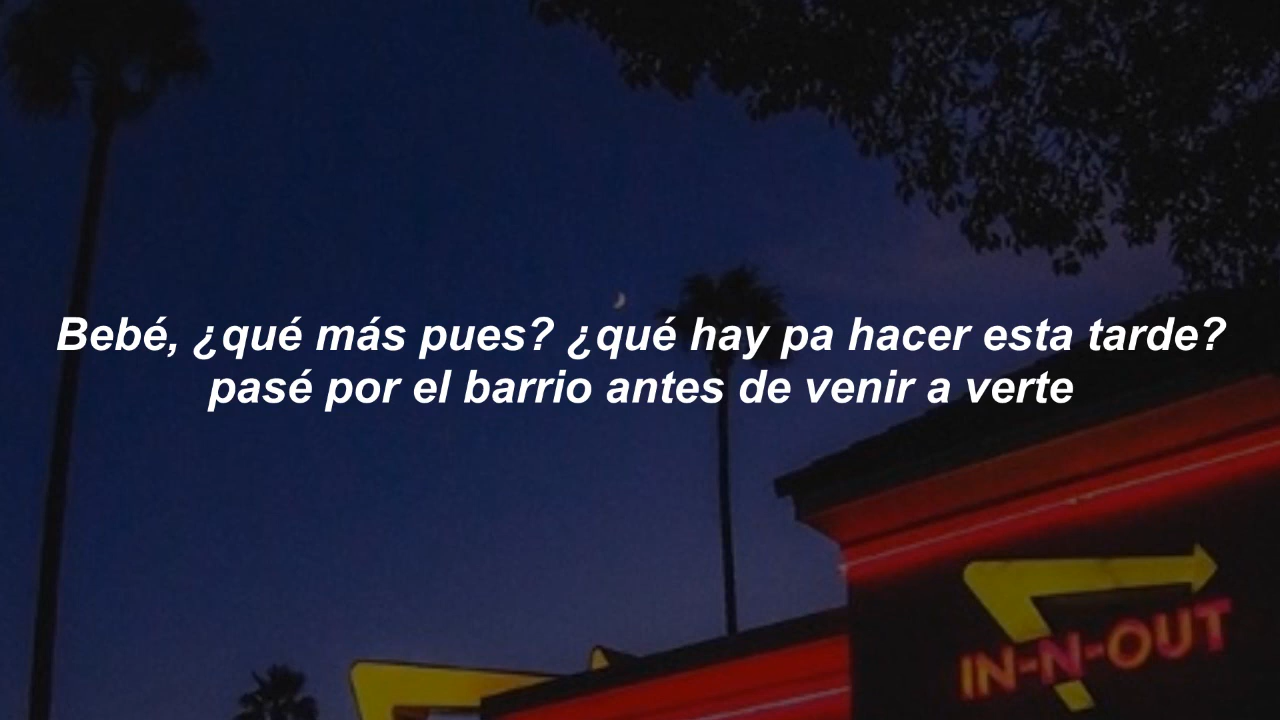 Bebé, ¿qué más pues? ¿qué hay pa hacer esta tarde?
pasé por el barrio antes de venir a verte
IN-N-OUT